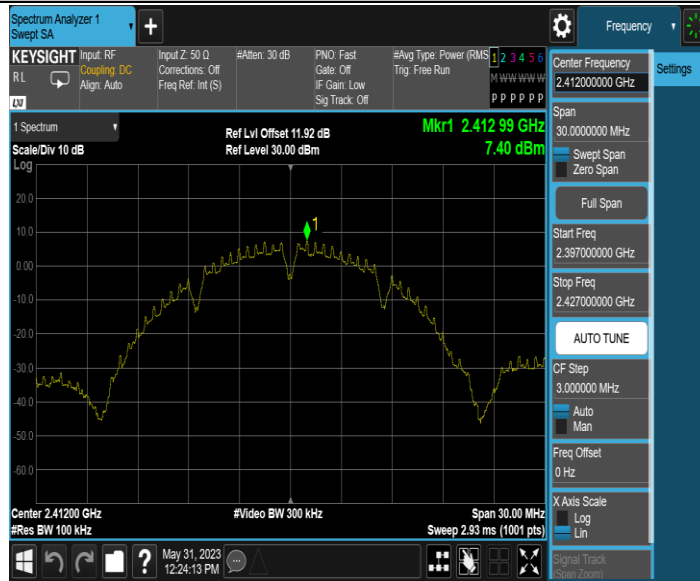 Spectrum Analyzer 1
Swept SA
+
Frequency
KEYSIGHT
RL
LXI
Input: RF
Coupling: DC
Align: Auto
Input Z: 50 Ω
Corrections: Off
Freq Ref: Int (S)
#Atten: 30 dB
PNO: Fast
Gate: Off
IF Gain: Low
Sig Track: Off
#Avg Type: Power (RMS
Trig: Free Run
1 2 3 4 5 6
M W W W W W
P P P P P P
1 Spectrum
Scale/Div 10 dB
Log
Ref Lvl Offset 11.92 dB
Ref Level 30.00 dBm
Mkr1 2.412 99 GHz
7.40 dBm
1
20.0
10.0
0.00
-10.0
-20.0
-30.0
-40.0
-50.0
-60.0
Center 2.41200 GHz
#Res BW 100 kHz
#Video BW 300 kHz
Span 30.00 MHz
Sweep 2.93 ms (1001 pts)
?
May 31, 2023
12:24:13 PM
Center Frequency
2.412000000 GHz
Settings
Span
30.0000000 MHz
Swept Span
Zero Span
Full Span
Start Freq
2.397000000 GHz
Stop Freq
2.427000000 GHz
AUTO TUNE
CF Step
3.000000 MHz
Auto
Man
Freq Offset
0 Hz
X Axis Scale
Log
Lin
Signal Track
(Span Zoom)